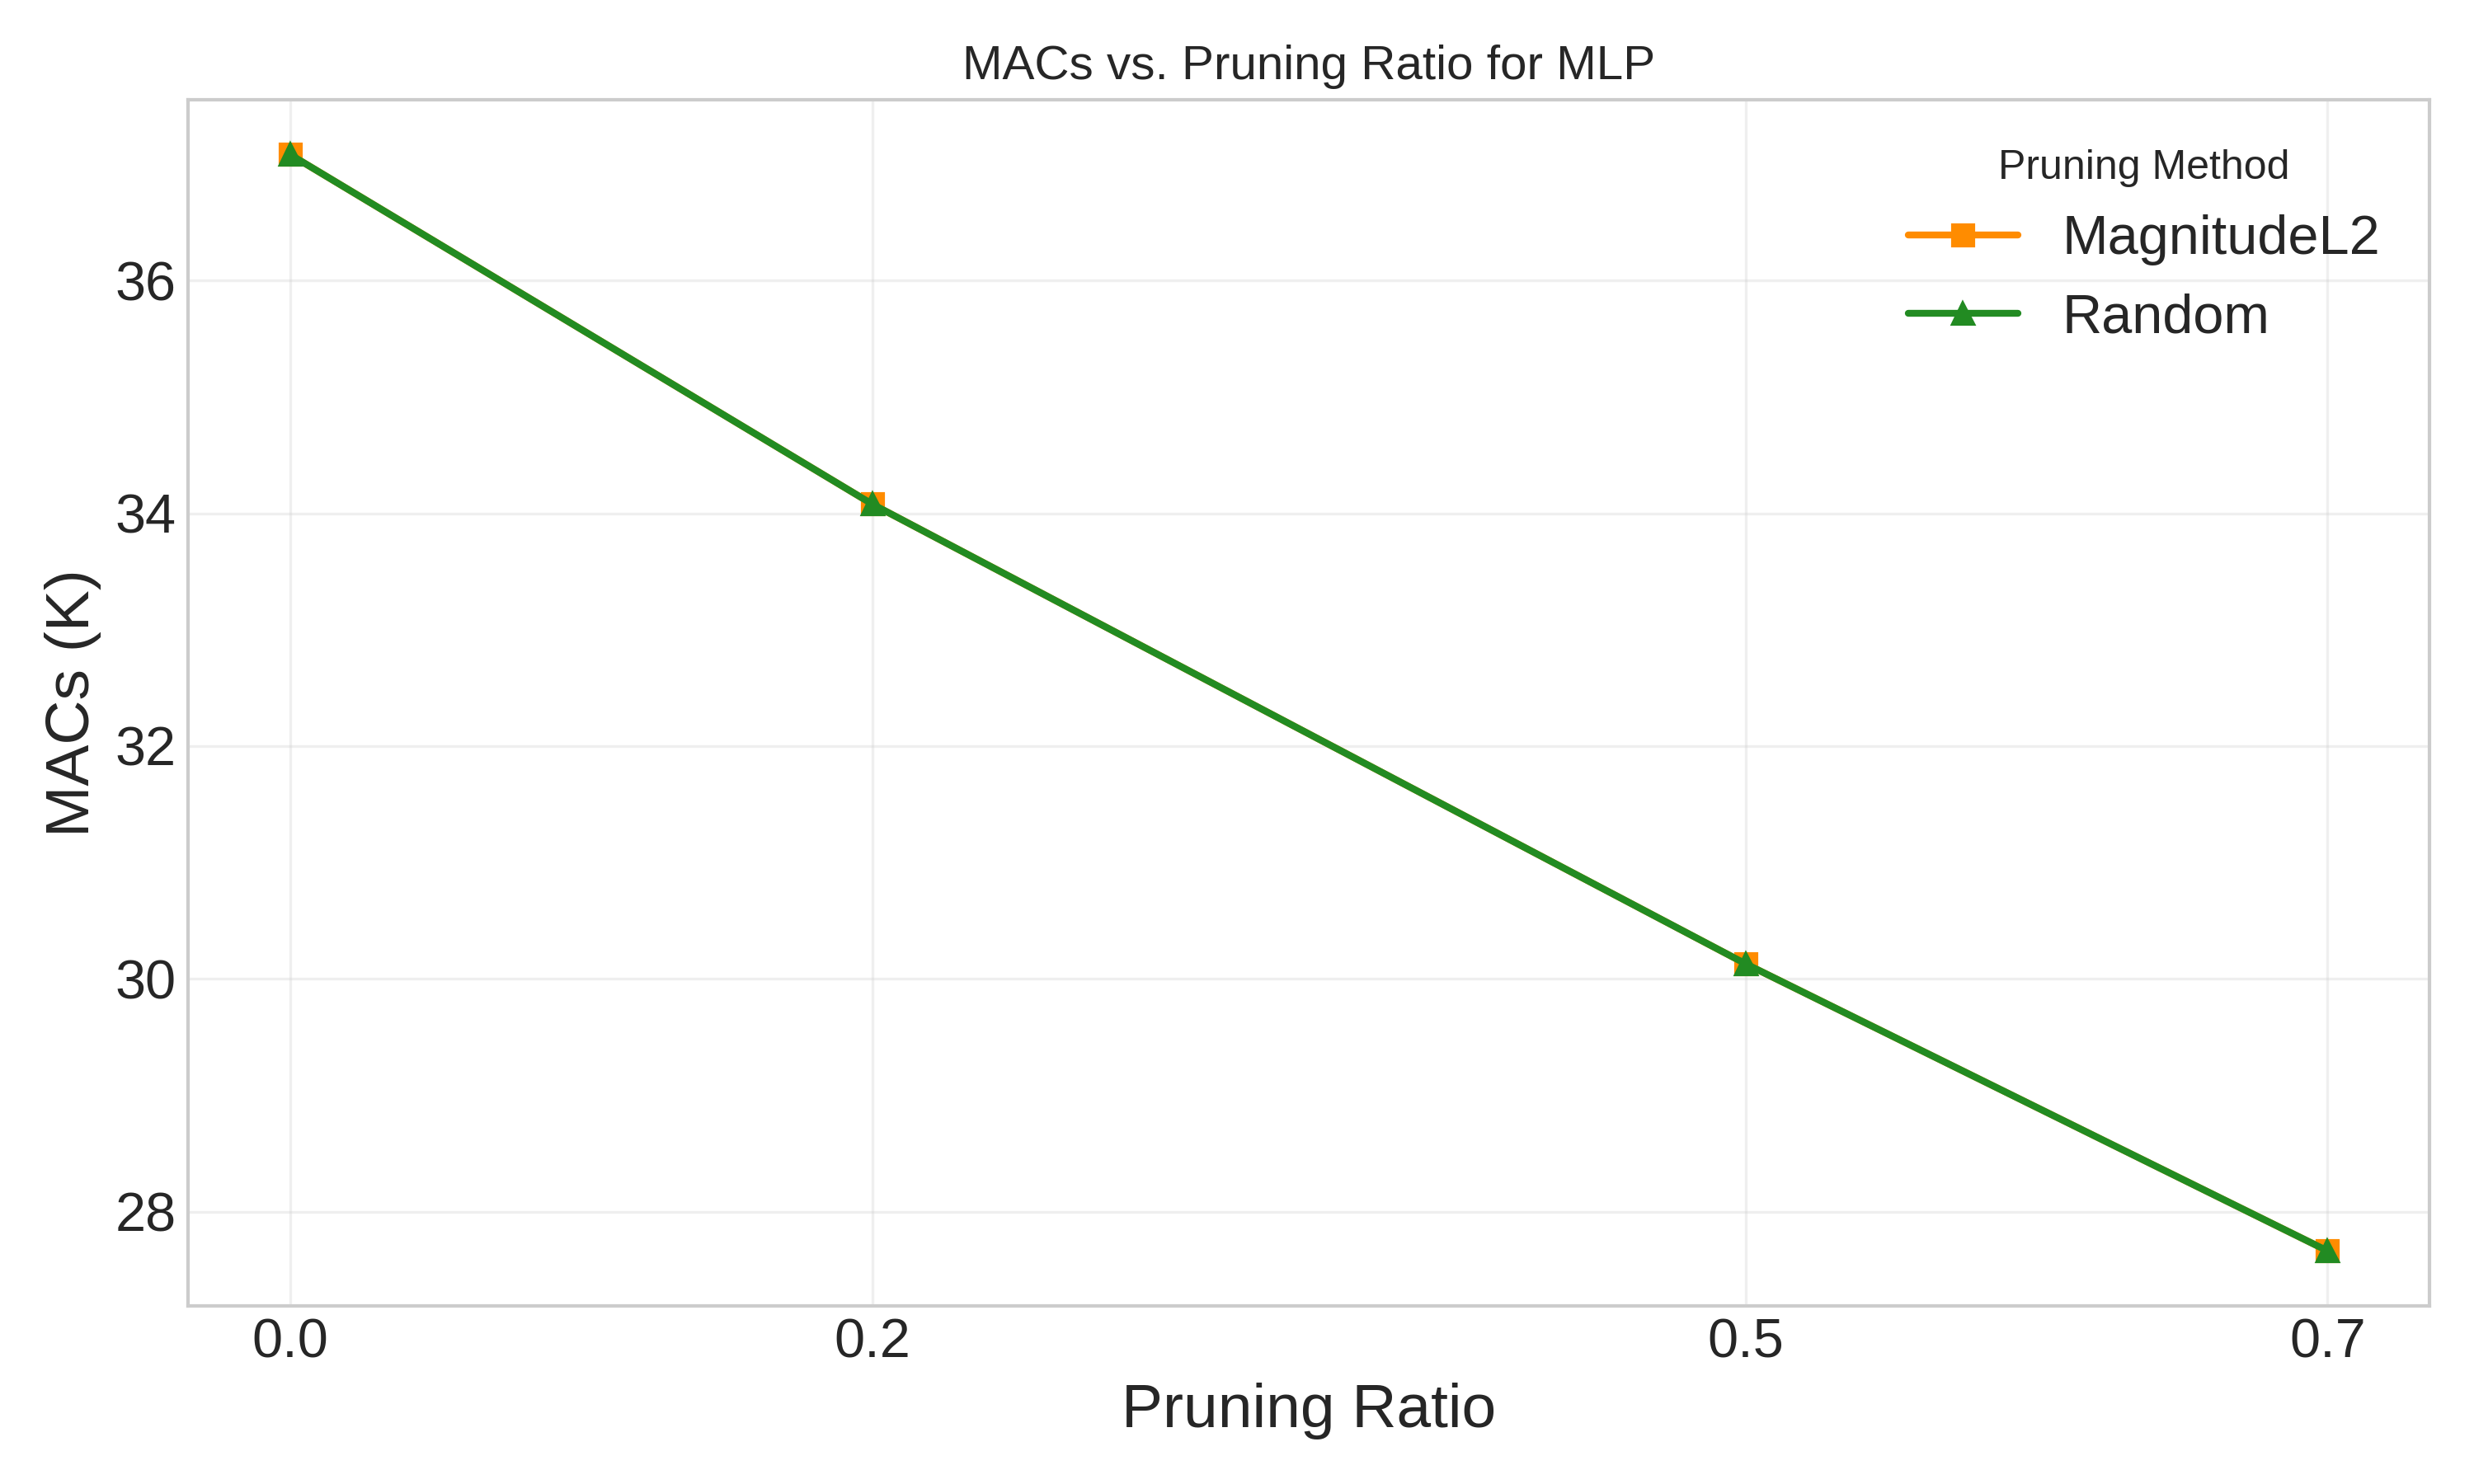 MACs vs. Pruning Ratio for MLP
Pruning Method
MagnitudeL2
Random
MACs (K)
36
34
32
30
28
0.0 0.2 0.5 0.7
Pruning Ratio